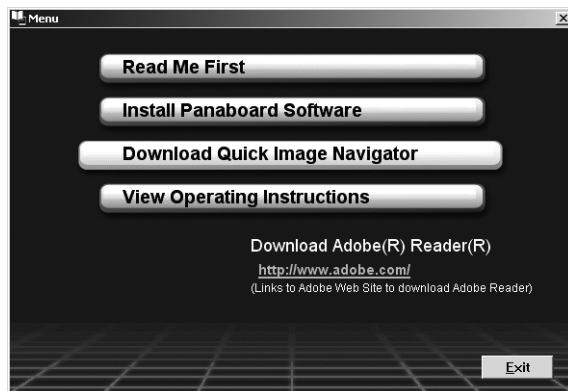 Menu
Read Me First
Install Panaboard Software
Download Quick Image Navigator
View Operating Instructions
Download Adobe(R) Reader(R)
http://www.adobe.com/
(Links to Adobe Web Site to download Adobe Reader)
Exit